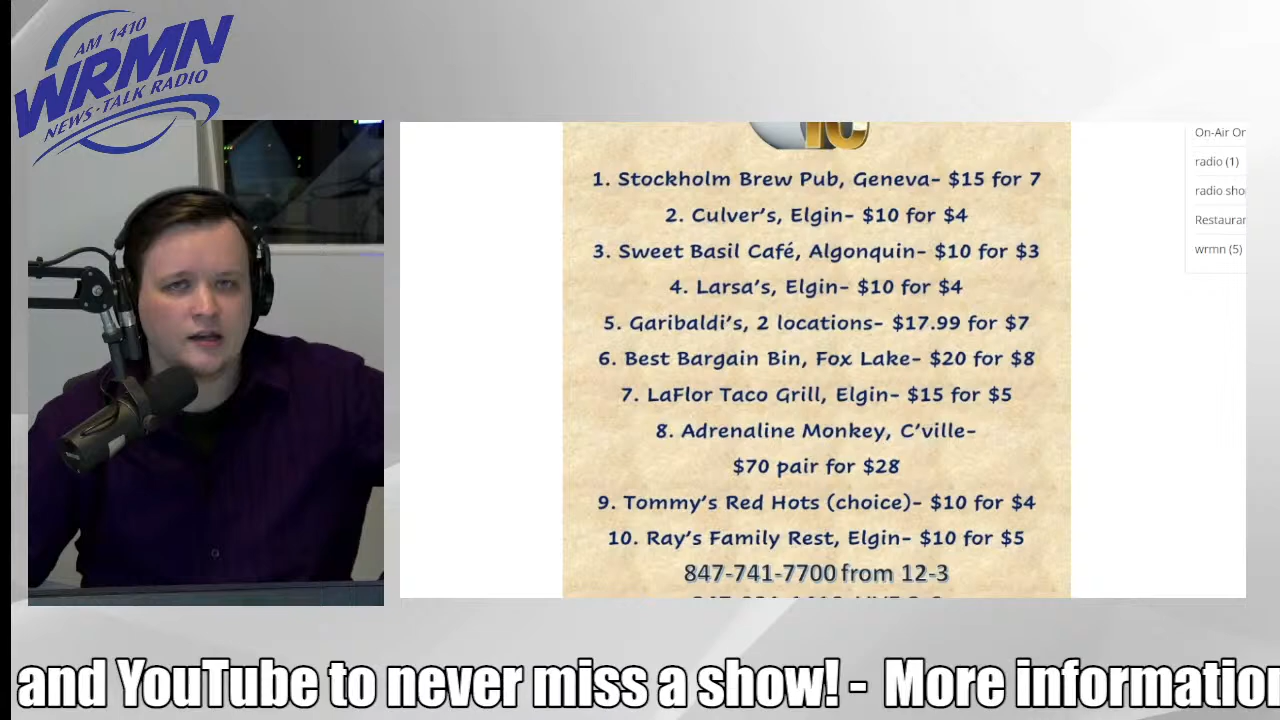 AM 1410
WRMN
NEWS·TALK RADIO
10
On-Air Or
1. Stockholm Brew Pub, Geneva- $15 for 7
radio (1)
2. Culver's, Elgin- $10 for $4
radio sho
3. Sweet Basil Café, Algonquin- $10 for $3
Restauran
wrmn (5)
4. Larsa's, Elgin- $10 for $4
5. Garibaldi's, 2 locations- $17.99 for $7
6. Best Bargain Bin, Fox Lake- $20 for $8
7. LaFlor Taco Grill, Elgin- $15 for $5
8. Adrenaline Monkey, C'ville-
$70 pair for $28
9. Tommy's Red Hots (choice)- $10 for $4
10. Ray's Family Rest, Elgin- $10 for $5
847-741-7700 from 12-3
and YouTube to never miss a show! - More information